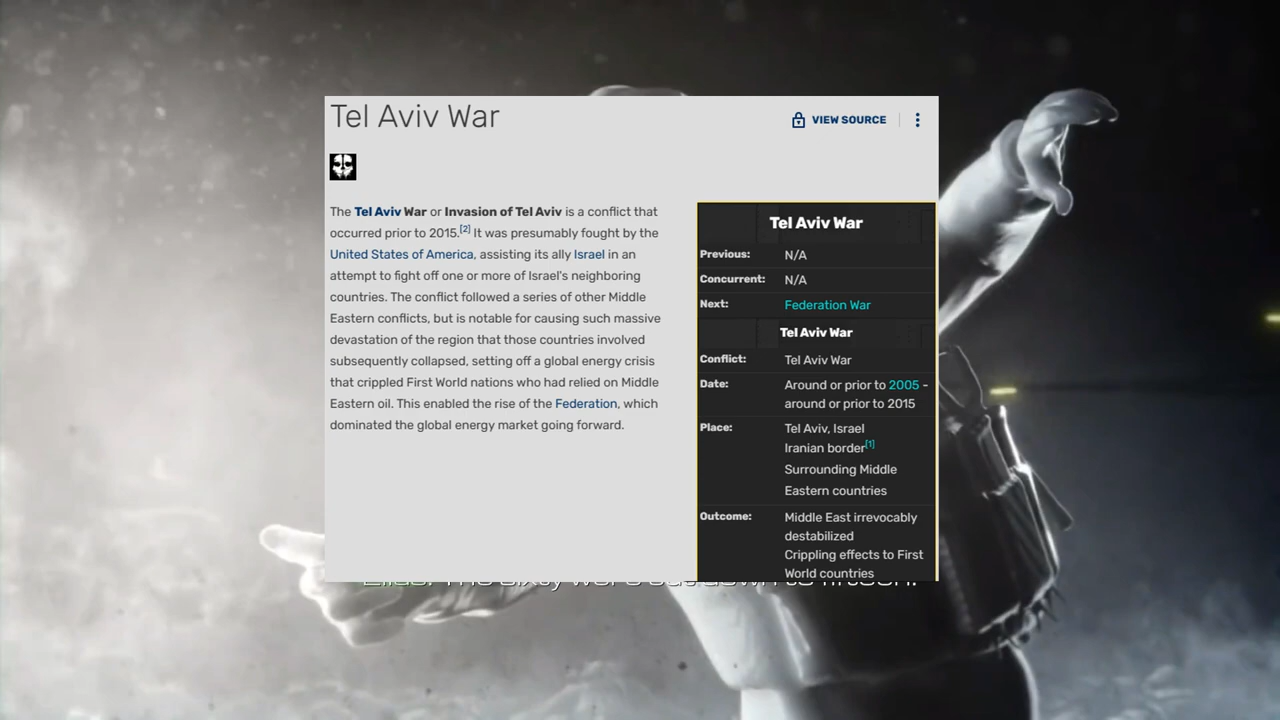 Tel Aviv War
VIEW SOURCE
The Tel Aviv War or Invasion of Tel Aviv is a conflict that
occurred prior to 2015.[2] It was presumably fought by the
United States of America, assisting its ally Israel in an
attempt to fight off one or more of Israel's neighboring
countries. The conflict followed a series of other Middle
Eastern conflicts, but is notable for causing such massive
devastation of the region that those countries involved
subsequently collapsed, setting off a global energy crisis
that crippled First World nations who had relied on Middle
Eastern oil. This enabled the rise of the Federation, which
dominated the global energy market going forward.
Tel Aviv War
Previous: N/A
Concurrent: N/A
Next: Federation War
Tel Aviv War
Conflict: Tel Aviv War
Date: Around or prior to 2005 -
around or prior to 2015
Place: Tel Aviv, Israel
Iranian border[1]
Surrounding Middle
Eastern countries
Outcome: Middle East irrevocably
destabilized
Crippling effects to First
World countries